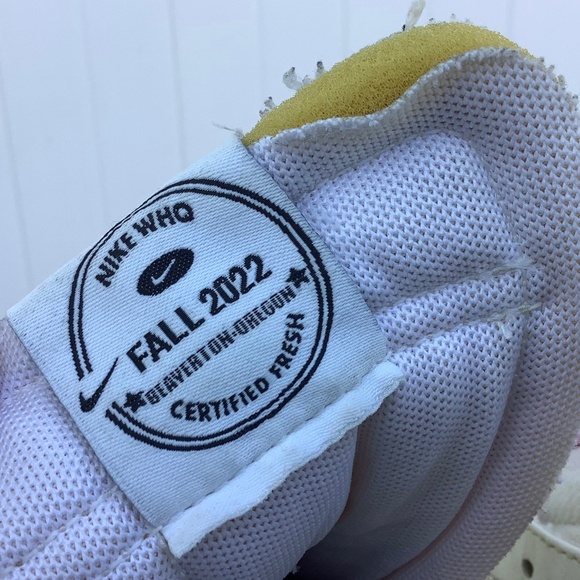 NIKE WHQ
FALL 2022
BEAVERTON-OREGON
CERTIFIED FRESH